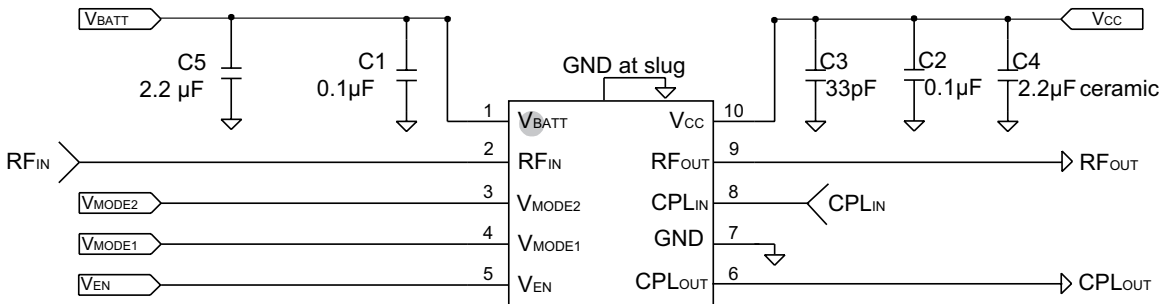 VBATT
VCC
C5
2.2 µF
C1
0.1µF
GND at slug
C3
33pF
C2
0.1µF
C4
2.2µF ceramic
1
VBATT
VCC
10
RFIN
2
RFIN
RFOUT
9
RFOUT
VMODE2
3
VMODE2
CPLIN
8
CPLIN
VMODE1
4
VMODE1
GND
7
VEN
5
VEN
CPLOUT
6
CPLOUT